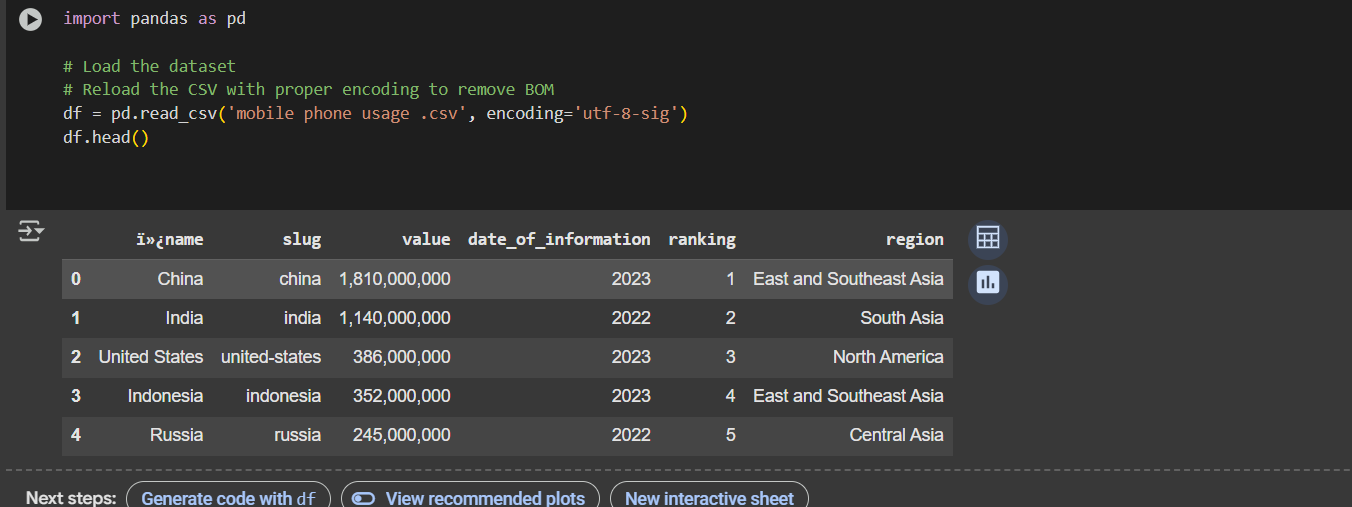 import pandas as pd
# Load the dataset
# Reload the CSV with proper encoding to remove BOM
df = pd.read_csv('mobile phone usage .csv', encoding='utf-8-sig')
df.head()
ï»¿name slug value date_of_information ranking region
0 China china 1,810,000,000 2023 1 East and Southeast Asia
1 India india 1,140,000,000 2022 2 South Asia
2 United States united-states 386,000,000 2023 3 North America
3 Indonesia indonesia 352,000,000 2023 4 East and Southeast Asia
4 Russia russia 245,000,000 2022 5 Central Asia
Next steps: Generate code with df View recommended plots New interactive sheet